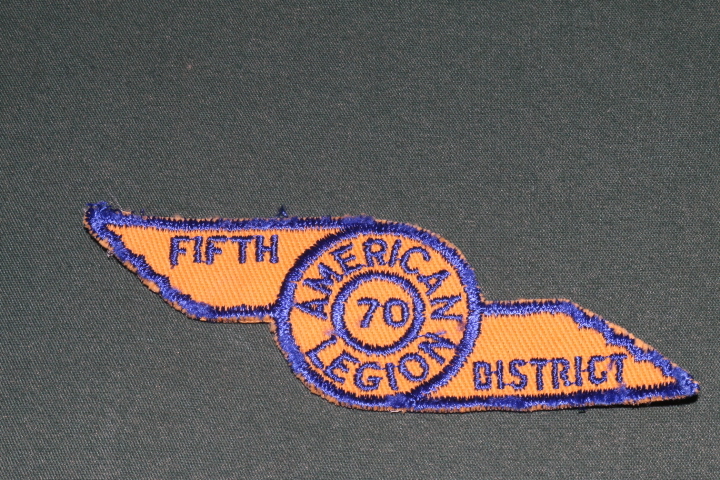 FIFTH
AMERICAN
70
LEGION
DISTRICT